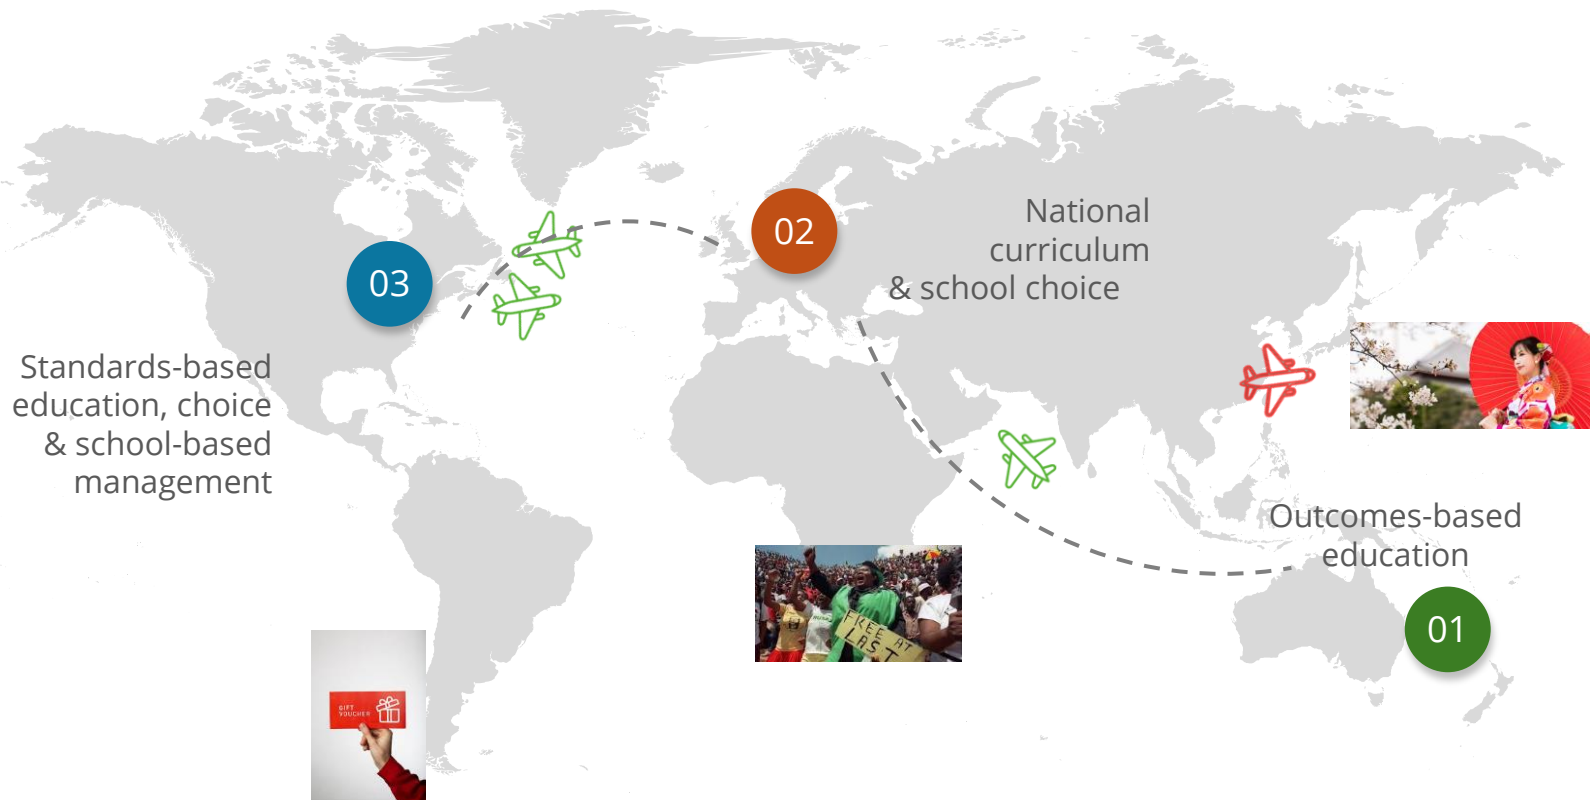 02
National
curriculum
& school choice
03
Standards-based
education, choice
& school-based
management
Outcomes-based
education
01
FREE AT
LAST
GIFT
VOUCHER